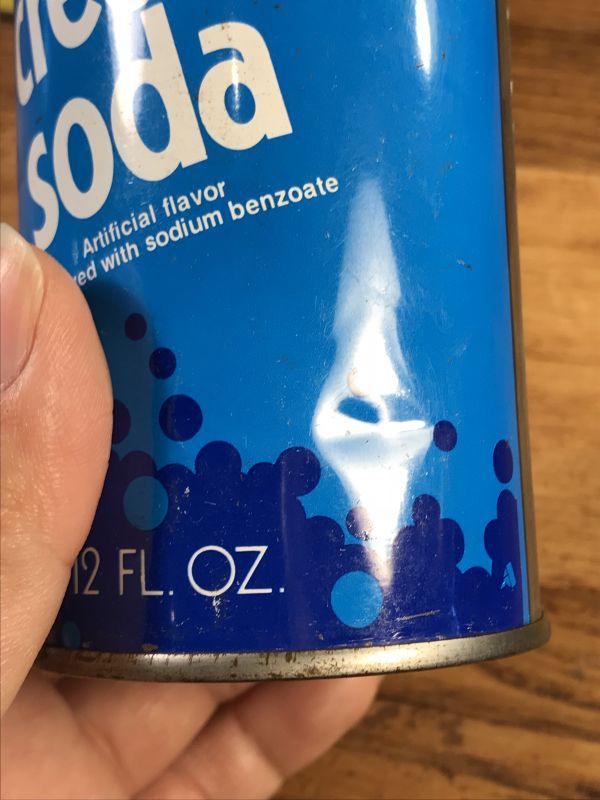 soda
Artificial flavor
with sodium benzoate
12 FL. OZ.